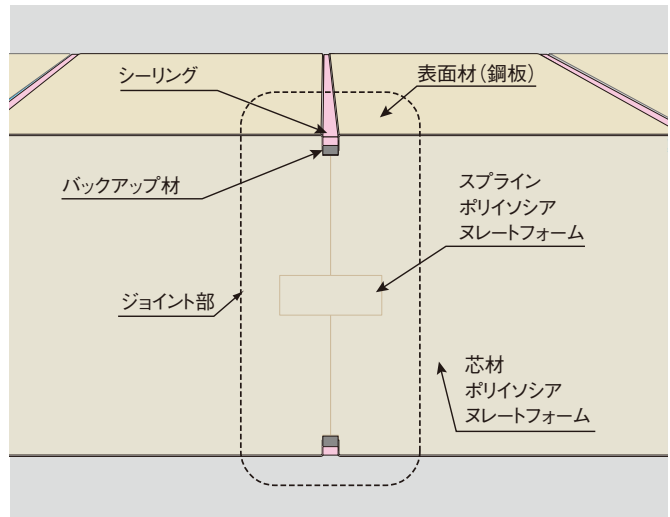 シーリング
表面材（鋼板）
バックアップ材
スプライン
ポリイソシア
ヌレートフォーム
ジョイント部
芯材
ポリイソシア
ヌレートフォーム